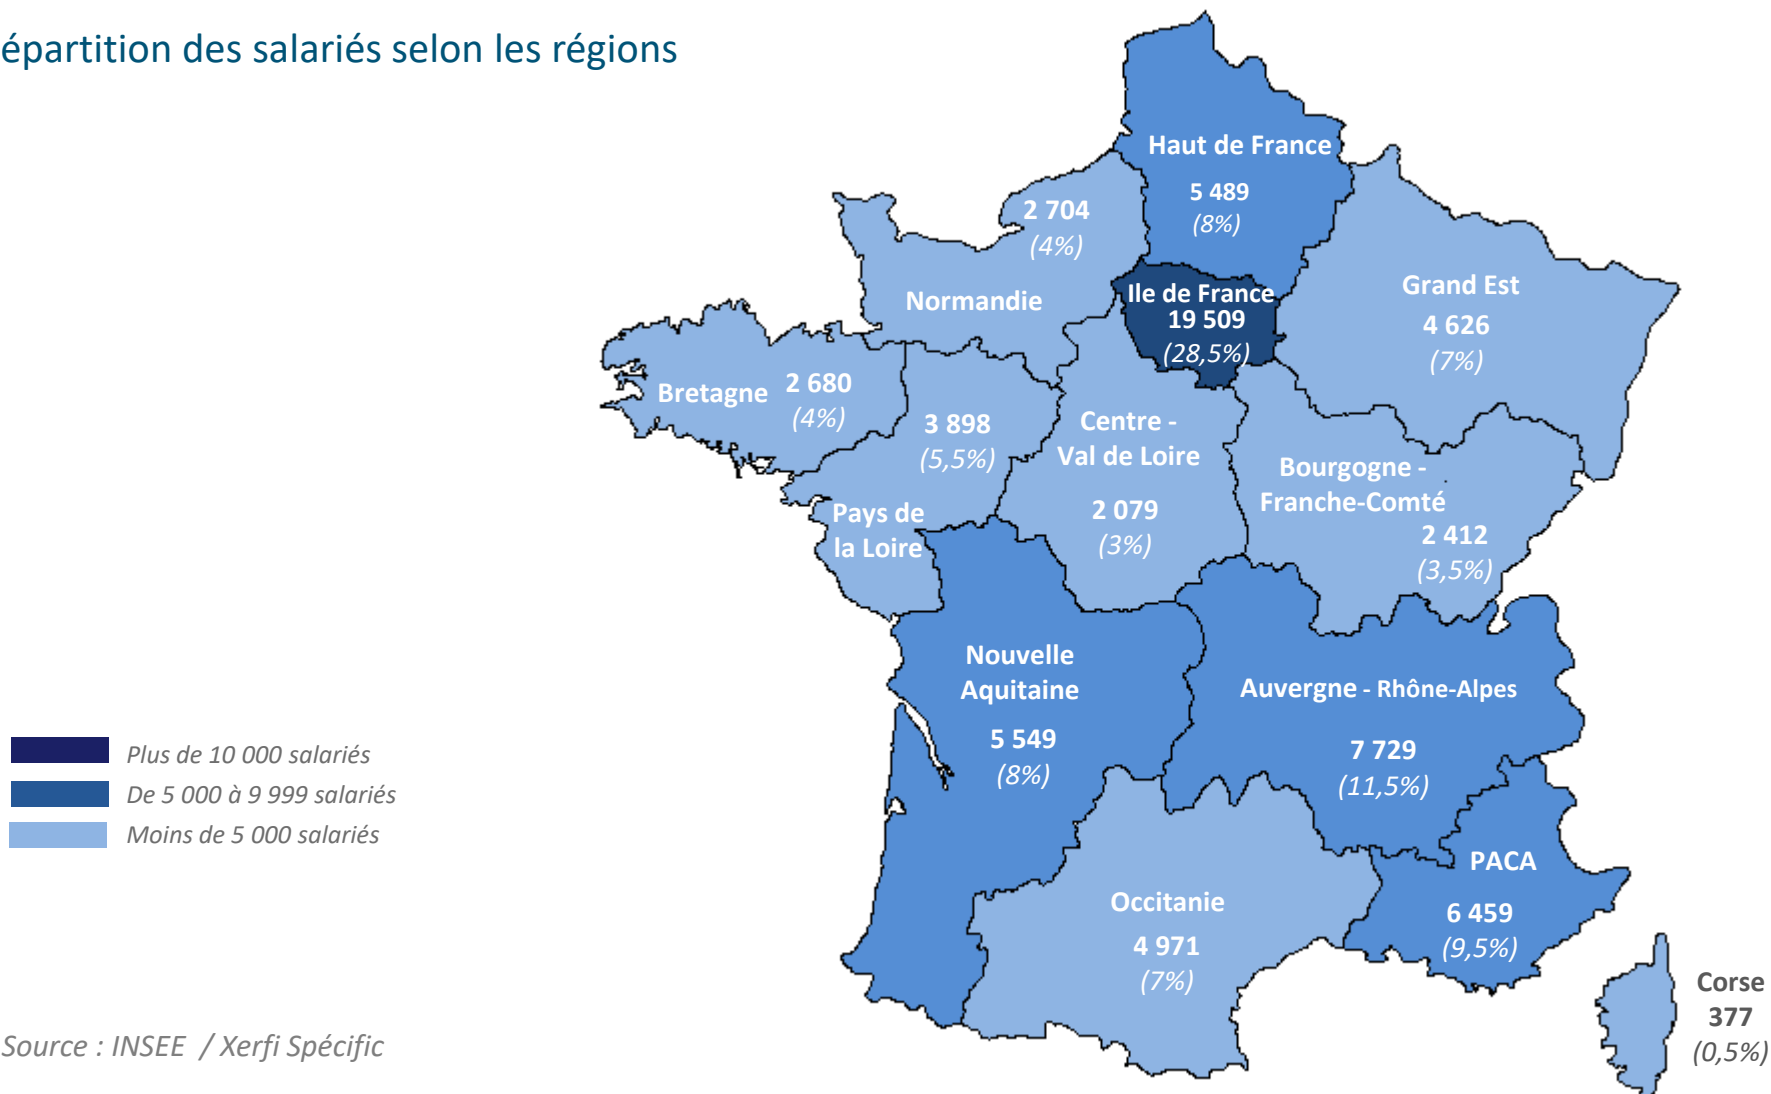 épartition des salariés selon les régions
Haut de France
5 489
(8%)
2 704
(4%)
Normandie
Ile de France
19 509
(28,5%)
Grand Est
4 626
(7%)
Bretagne
2 680
(4%)
3 898
(5,5%)
Pays de
la Loire
Centre -
Val de Loire
2 079
(3%)
Bourgogne -
Franche-Comté
2 412
(3,5%)
Nouvelle
Aquitaine
5 549
(8%)
Auvergne - Rhône-Alpes
7 729
(11,5%)
Plus de 10 000 salariés
De 5 000 à 9 999 salariés
Moins de 5 000 salariés
PACA
6 459
(9,5%)
Occitanie
4 971
(7%)
Corse
377
(0,5%)
Source : INSEE / Xerfi Spécific